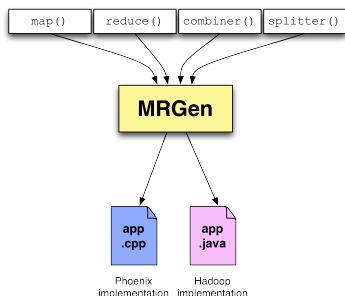 map() reduce() combiner() splitter()
MRGen
app app
.cpp .java
Phoenix Hadoop
implementation implementation